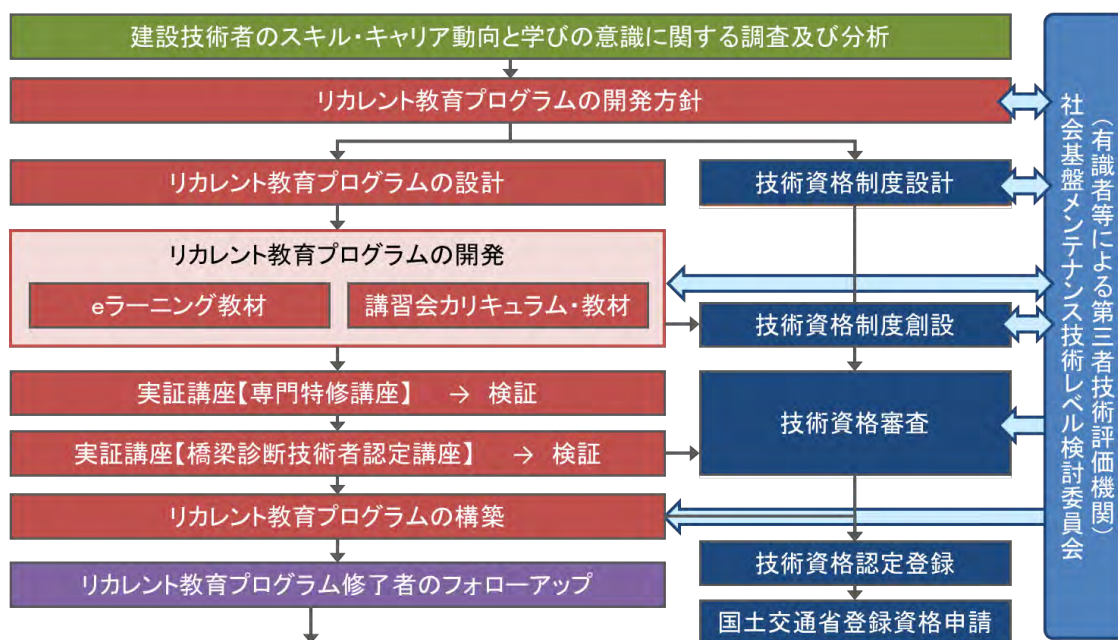 建設技術者のスキル・キャリア動向と学びの意識に関する調査及び分析
リカレント教育プログラムの開発方針
リカレント教育プログラムの設計
技術資格制度設計
リカレント教育プログラムの開発
eラーニング教材
講習会カリキュラム・教材
技術資格制度創設
実証講座【専門特修講座】 → 検証
技術資格審査
実証講座【橋梁診断技術者認定講座】 → 検証
リカレント教育プログラムの構築
技術資格認定登録
リカレント教育プログラム修了者のフォローアップ
国土交通省登録資格申請
(有識者等による第三者技術評価機関)
社会基盤メンテナンス技術レベル検討委員会